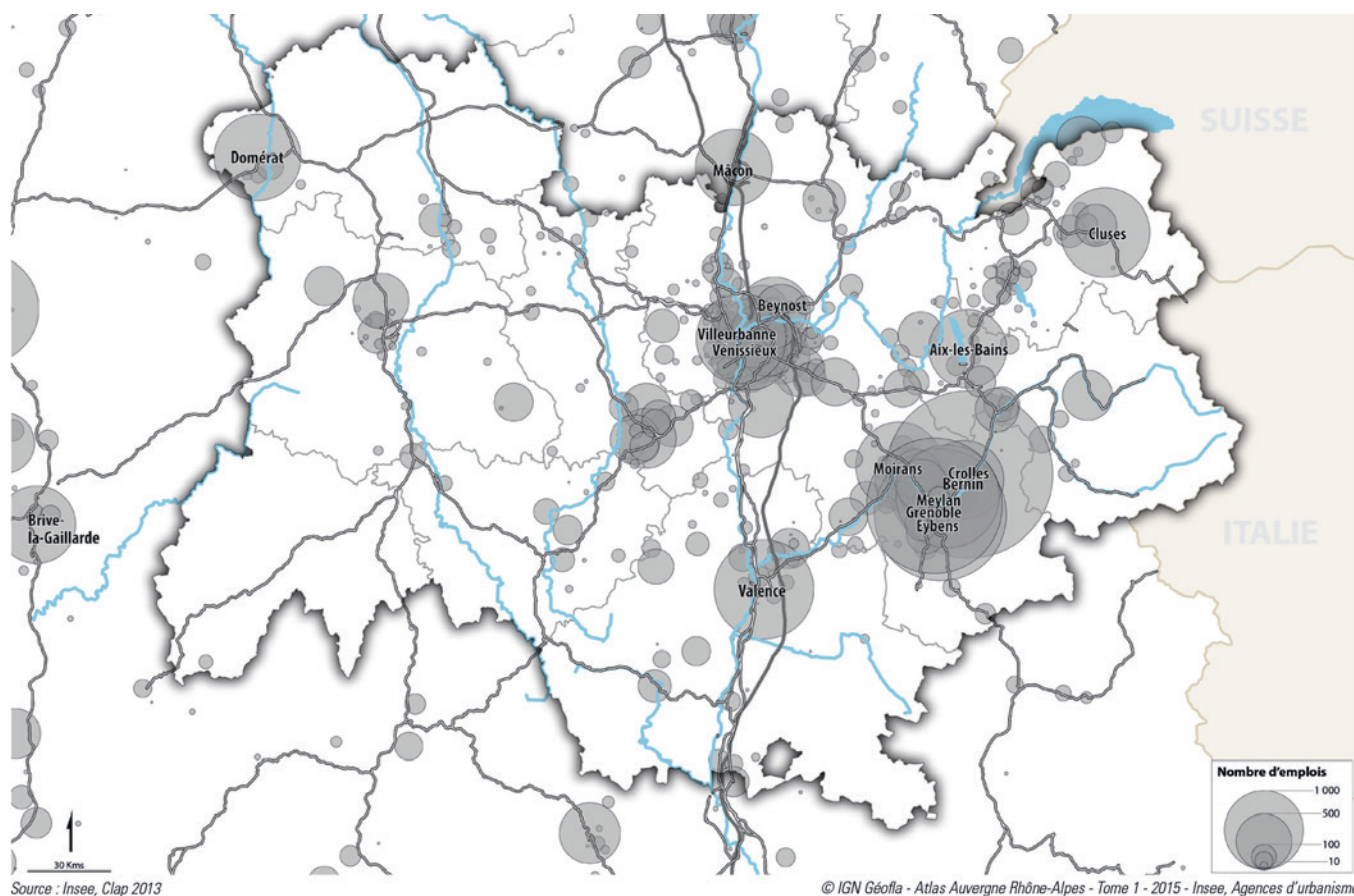 SUISSE
Domérat
Mâcon
Cluses
Beynost
Villeurbanne
Vénissieux
Aix-les-Bains
Moirans
Crolles
Bernin
Meylan
Grenoble
Eybens
Brive-
la-Gaillarde
ITALIE
Valence
Nombre d'emplois
1 000
500
100
10
30 Kms
Source : Insee, Clap 2013
© IGN Géofla - Atlas Auvergne Rhône-Alpes - Tome 1 - 2015 - Insee, Agences d'urbanisme